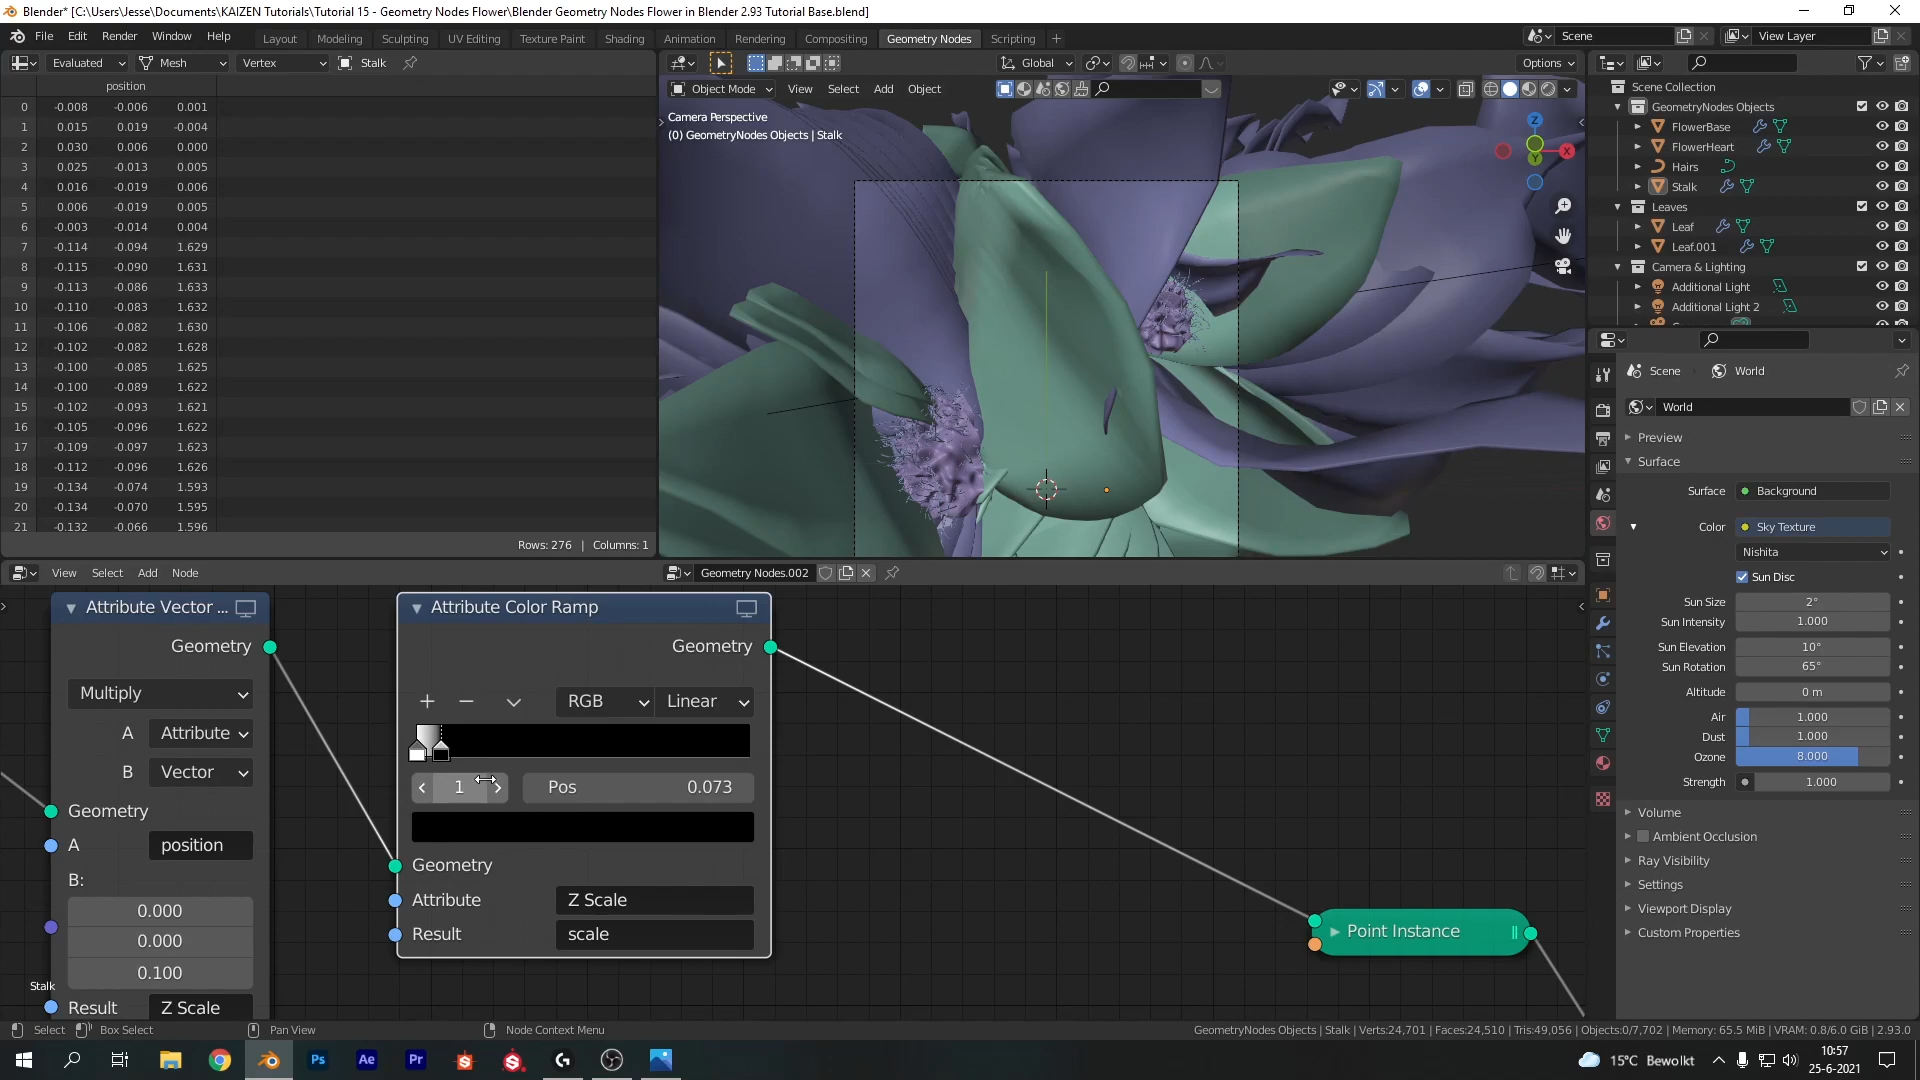 Blender* [C:\Users\Jesse\Documents\KAIZEN Tutorials\Tutorial 15 - Geometry Nodes Flower\Blender Geometry Nodes Flower in Blender 2.93 Tutorial Base.blend]
File Edit Render Window Help Layout Modeling Sculpting UV Editing Texture Paint Shading Animation Rendering Compositing Geometry Nodes Scripting + Scene View Layer
Evaluated Mesh Vertex Stalk Global Options
position
0 -0.008 -0.006 0.001
1 0.015 0.019 -0.004
2 0.030 0.006 0.000
3 0.025 -0.013 0.005
4 0.016 -0.019 0.006
5 0.006 -0.019 0.005
6 -0.003 -0.014 0.004
7 -0.114 -0.094 1.629
8 -0.115 -0.090 1.631
9 -0.113 -0.086 1.633
10 -0.110 -0.083 1.632
11 -0.106 -0.082 1.630
12 -0.102 -0.082 1.628
13 -0.100 -0.085 1.625
14 -0.100 -0.089 1.622
15 -0.102 -0.093 1.621
16 -0.105 -0.096 1.622
17 -0.109 -0.097 1.623
18 -0.112 -0.096 1.626
19 -0.134 -0.074 1.593
20 -0.134 -0.070 1.595
21 -0.132 -0.066 1.596
Rows: 276 | Columns: 1
Object Mode View Select Add Object
Camera Perspective
(0) GeometryNodes Objects | Stalk
Z
X
Y
Scene Collection
GeometryNodes Objects
FlowerBase
FlowerHeart
Hairs
Stalk
Leaves
Leaf
Leaf.001
Camera & Lighting
Additional Light
Additional Light 2
Scene World
World
Preview
Surface
Surface Background
Color Sky Texture
Nishita
Sun Disc
Sun Size 2°
Sun Intensity 1.000
Sun Elevation 10°
Sun Rotation 65°
Altitude 0 m
Air 1.000
Dust 1.000
Ozone 8.000
Strength 1.000
Volume
Ambient Occlusion
Ray Visibility
Settings
Viewport Display
Custom Properties
View Select Add Node Geometry Nodes.002
Attribute Vector ...
Geometry
Multiply
A Attribute
B Vector
Geometry
A position
B:
0.000
0.000
0.100
Stalk
Result Z Scale
Attribute Color Ramp
Geometry
RGB Linear
1 Pos 0.073
Geometry
Attribute Z Scale
Result scale
Point Instance
Select Box Select Pan View Node Context Menu GeometryNodes Objects | Stalk | Verts:24,701 | Faces:24,510 | Tris:49,056 | Objects:0/7,702 | Memory: 65.5 MiB | VRAM: 0.8/6.0 GiB | 2.93.0
Ps Ae Pr 15°C Bewolkt 10:57
25-6-2021